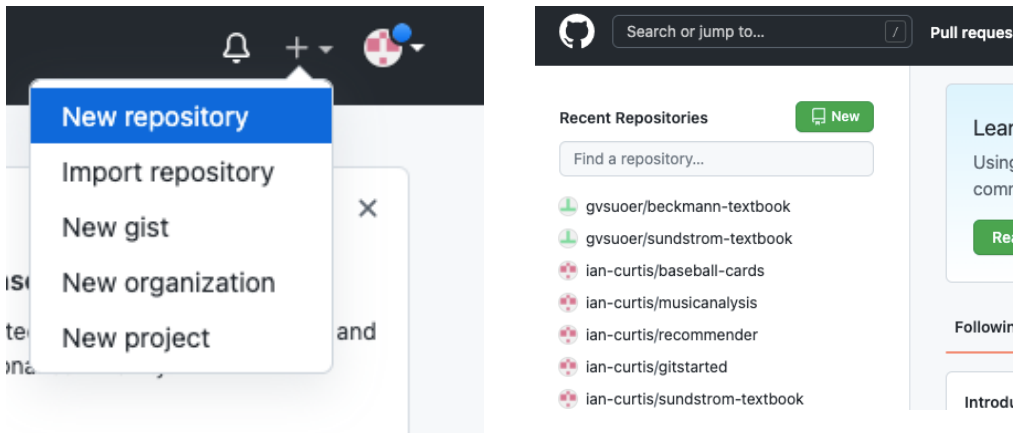 New repository
Import repository
New gist
New organization
New project
and
Search or jump to... /
Pull reques
Recent Repositories
New
Find a repository...
gvsuoer/beckmann-textbook
gvsuoer/sundstrom-textbook
ian-curtis/baseball-cards
ian-curtis/musicanalysis
ian-curtis/recommender
ian-curtis/gitstarted
ian-curtis/sundstrom-textbook
Lear
Using
comm
Rea
Followin
Introdu